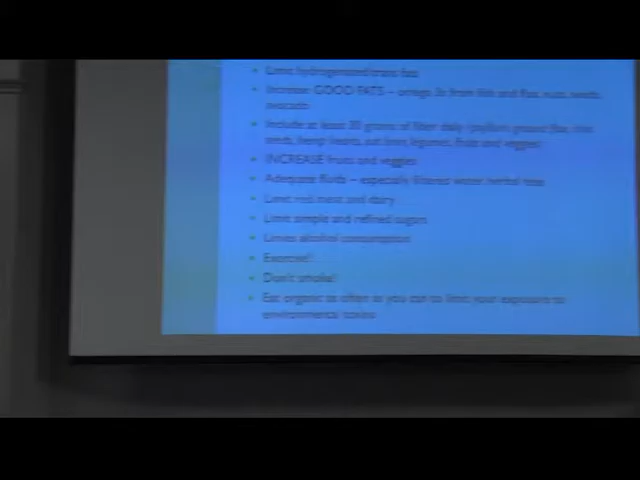 Limit hydrogenated/trans fats
Increase GOOD FATS – omega 3s from fish and flax, nuts, seeds,
avocado
Include at least 30 grams of fiber daily (psyllium, ground flax, chia
seeds, hemp hearts, oat bran, legumes, fruits and veggies)
INCREASE fruits and veggies
Adequate fluids – especially filtered water, herbal teas
Limit red meat and dairy
Limit simple and refined sugars
Limit alcohol consumption
Exercise!
Don't smoke!
Eat organic as often as you can to limit your exposure to
environmental toxins